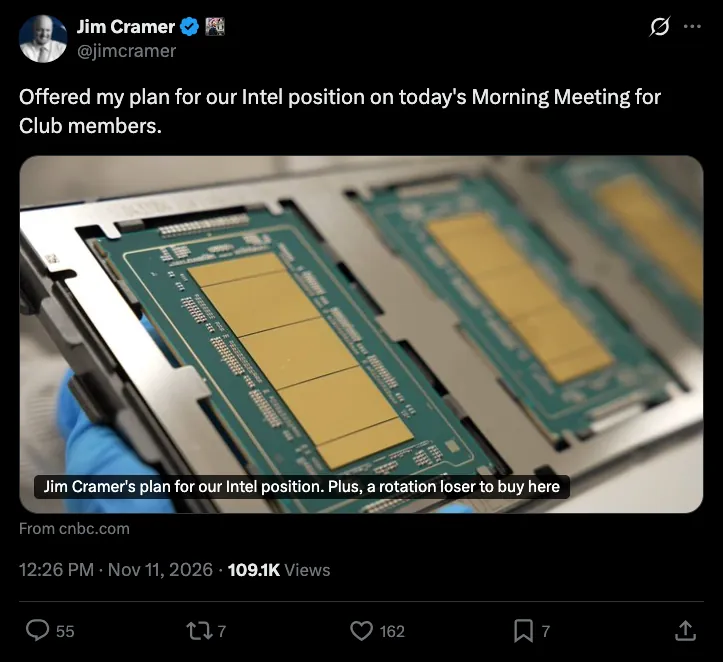 Jim Cramer
@jimcramer
Offered my plan for our Intel position on today's Morning Meeting for
Club members.
Jim Cramer's plan for our Intel position. Plus, a rotation loser to buy here
From cnbc.com
12:26 PM · Nov 11, 2026 · 109.1K Views
55 7 162 7